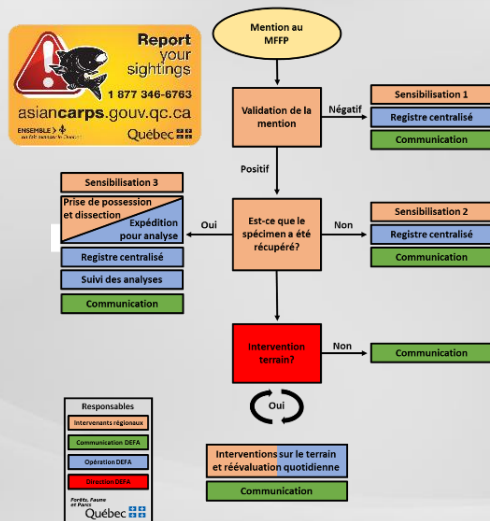 Report
your
sightings
1 877 346-6763
asiancarps.gouv.qc.ca
ENSEMBLE
Québec
Mention au
MFFP
Validation de la
mention
Négatif
Sensibilisation 1
Registre centralisé
Communication
Positif
Sensibilisation 3
Prise de possession
et dissection
Expédition
pour analyse
Registre centralisé
Suivi des analyses
Communication
Oui
Est-ce que le
spécimen a été
récupéré?
Non
Sensibilisation 2
Registre centralisé
Communication
Intervention
terrain?
Non
Communication
Oui
Interventions sur le terrain
et réévaluation quotidienne
Communication
Responsables
Intervenants régionaux
Communication DEFA
Opération DEFA
Direction DEFA
Forêts, Faune
et Parcs
Québec